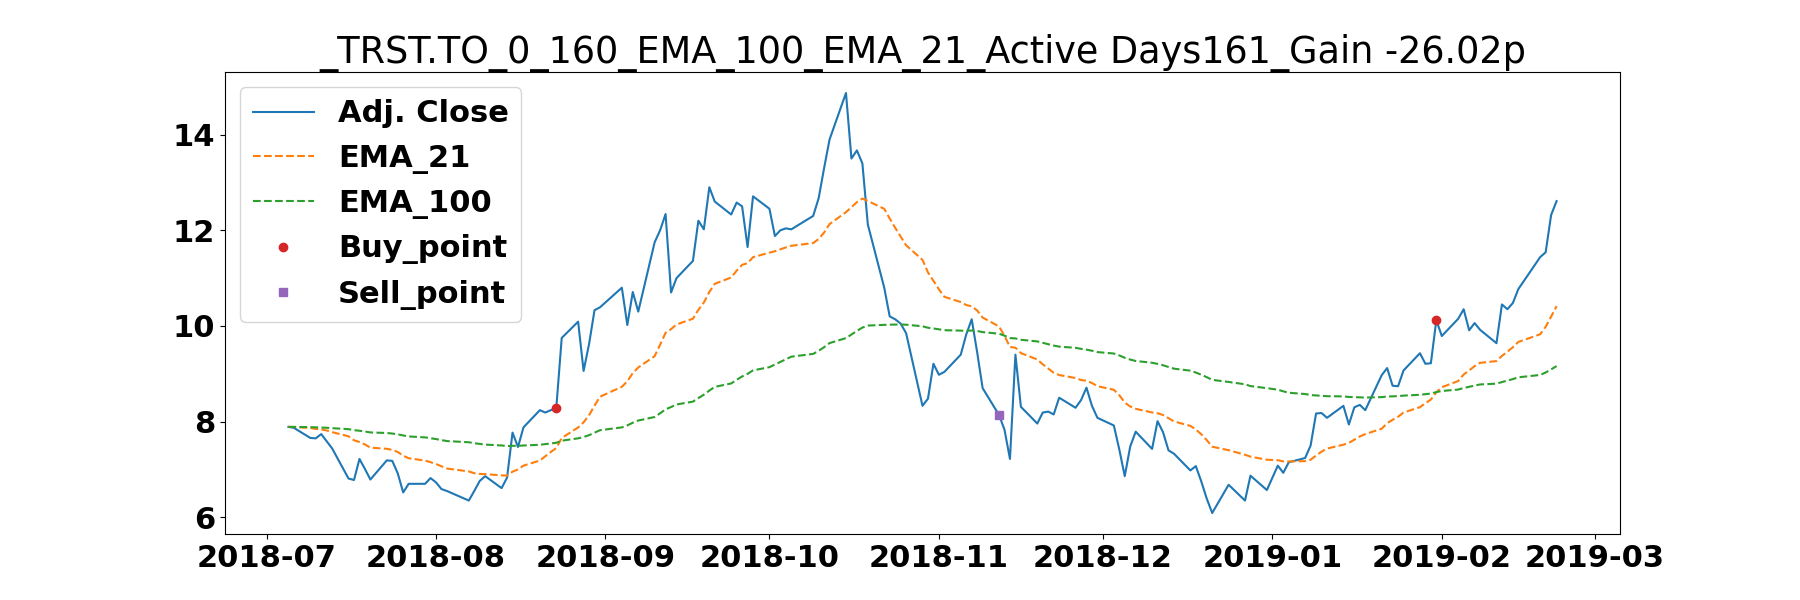 _TRST.TO_0_160_EMA_100_EMA_21_Active Days161_Gain -26.02p
Adj. Close
EMA_21
EMA_100
Buy_point
Sell_point
14
12
10
8
6
2018-07 2018-08 2018-09 2018-10 2018-11 2018-12 2019-01 2019-02 2019-03